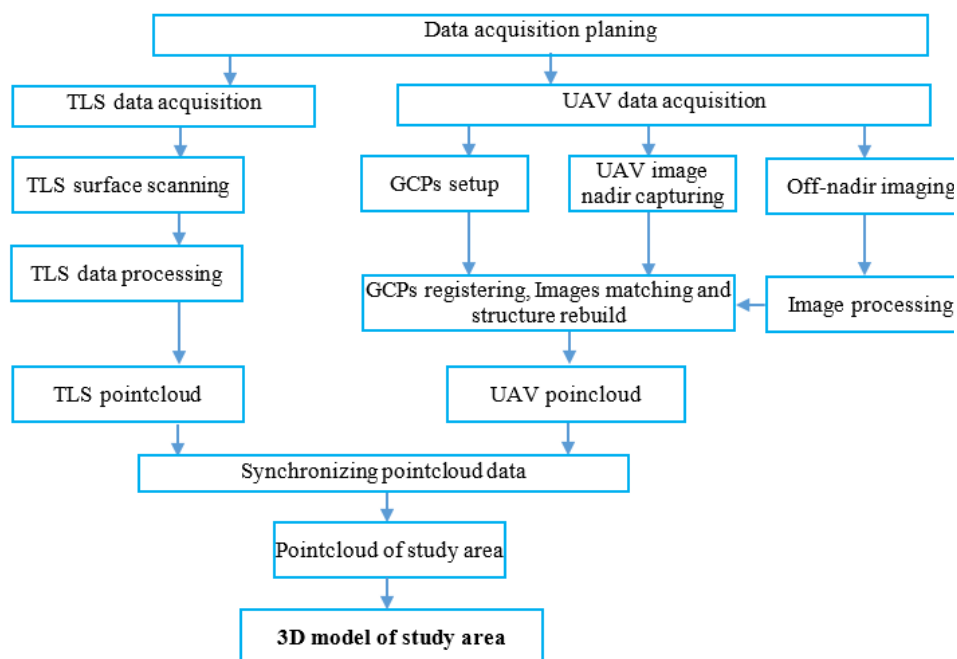 Data acquisition planing
TLS data acquisition
UAV data acquisition
TLS surface scanning
GCPs setup
UAV image
nadir capturing
Off-nadir imaging
TLS data processing
GCPs registering, Images matching and
structure rebuild
Image processing
TLS pointcloud
UAV poincloud
Synchronizing pointcloud data
Pointcloud of study area
3D model of study area